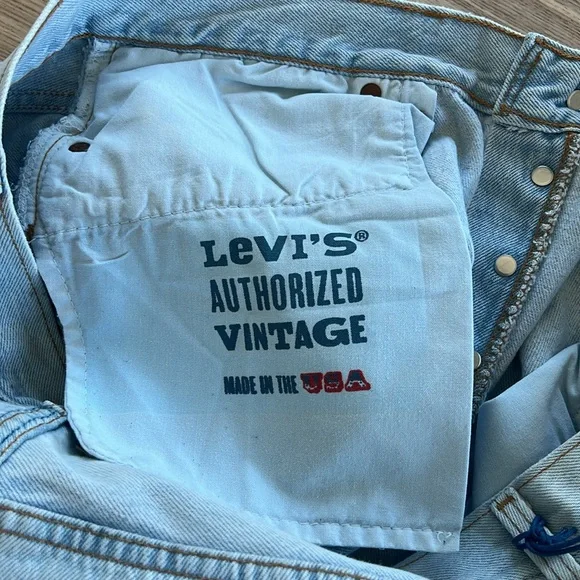 LEVI'S®
AUTHORIZED
VINTAGE
MADE IN THE USA